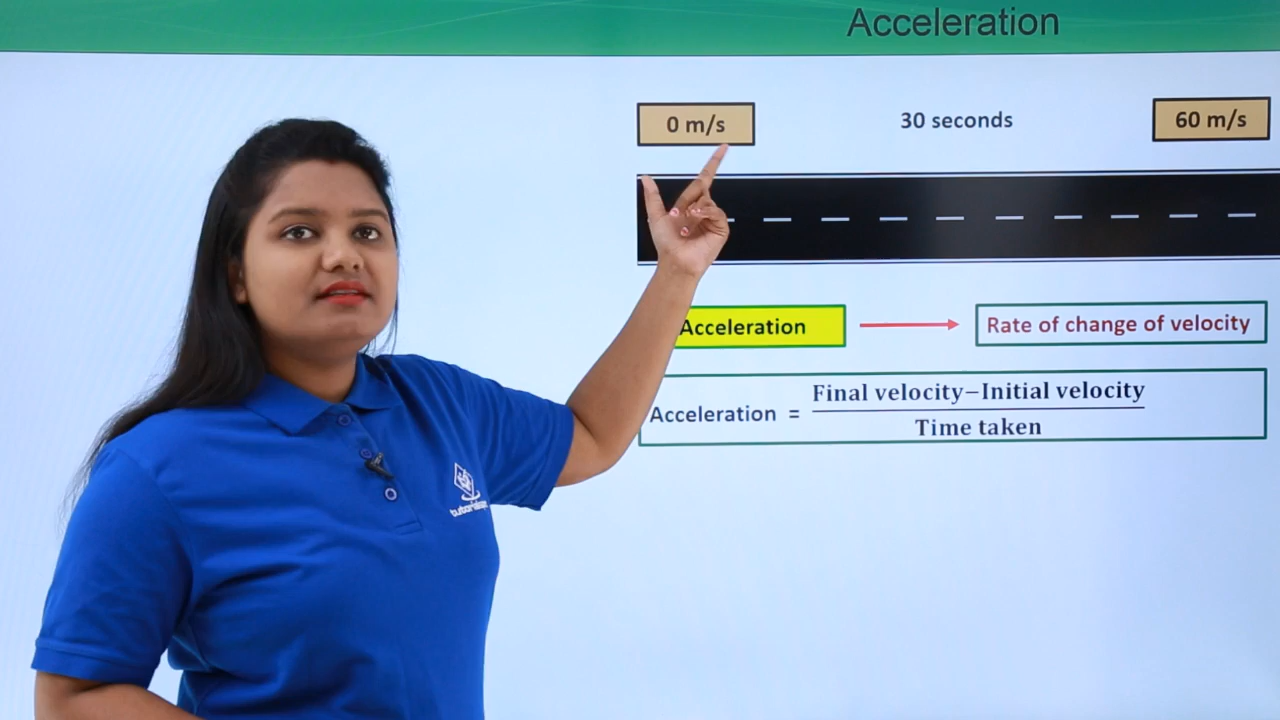 Acceleration
0 m/s 30 seconds 60 m/s
Acceleration Rate of change of velocity
Final velocity−Initial velocity
Acceleration =
Time taken